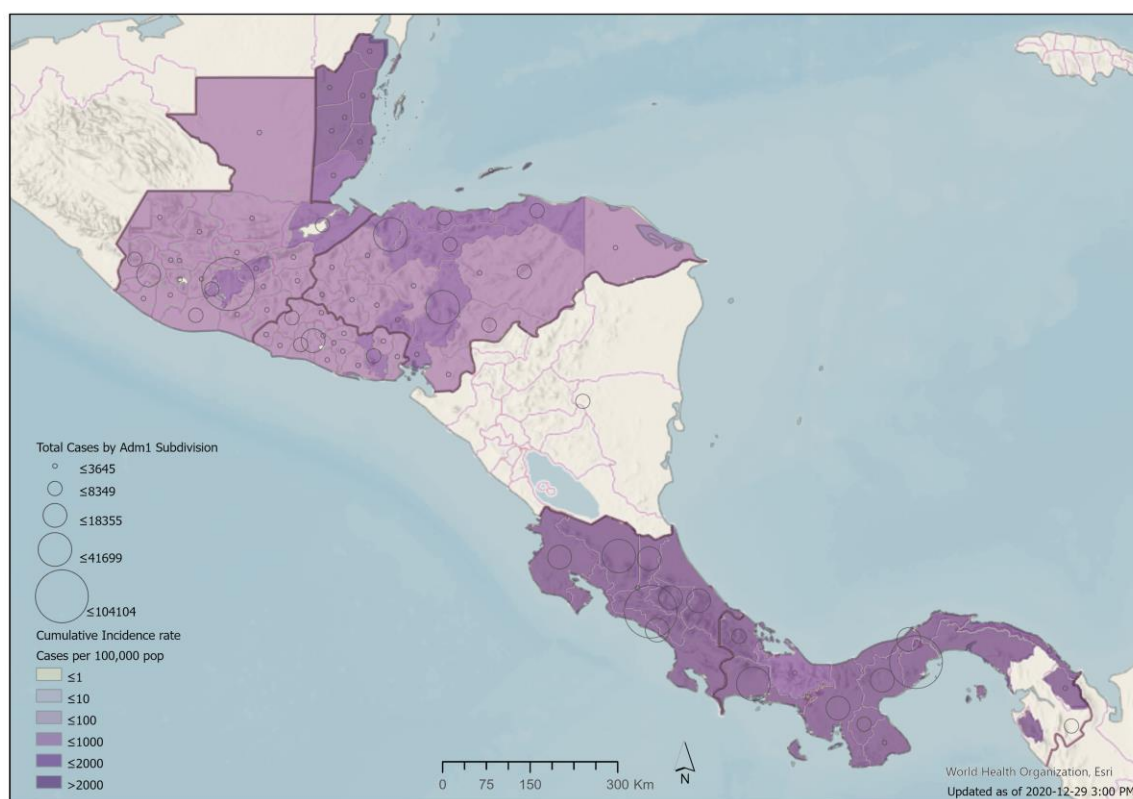 Total Cases by Adm1 Subdivision
≤3645
≤8349
≤18355
≤41699
≤104104
Cumulative Incidence rate
Cases per 100,000 pop
≤1
≤10
≤100
≤1000
≤2000
>2000
0 75 150 300 Km
N
World Health Organization, Esri
Updated as of 2020-12-29 3:00 PM